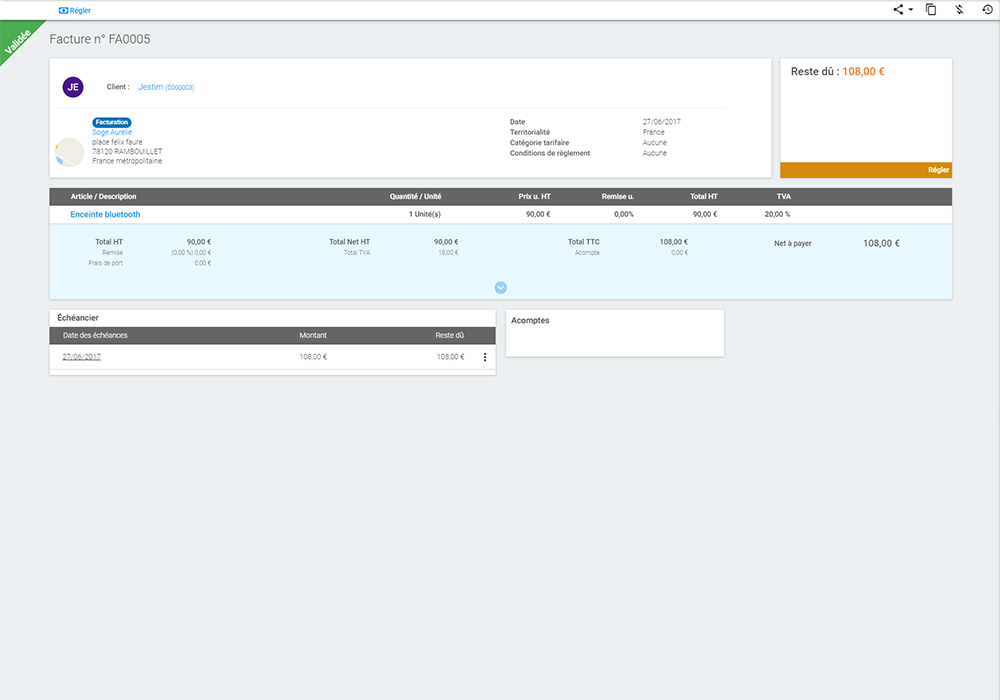 Régler
Validée
Facture n° FA0005
JE
Client : Jestim (C000003)
Reste dû : 108,00 €
Facturation
Soge Aurélie
place félix faure
78120 RAMBOUILLET
France métropolitaine
Date 27/06/2017
Territorialité France
Catégorie tarifaire Aucune
Conditions de règlement Aucune
Régler
Article / Description Quantité / Unité Prix u. HT Remise u. Total HT TVA
Enceinte bluetooth 1 Unité(s) 90,00 € 0,00% 90,00 € 20,00 %
Total HT 90,00 € Total Net HT 90,00 € Total TTC 108,00 € Net à payer 108,00 €
Remise (0,00 %) 0,00 € Total TVA 18,00 € Acompte 0,00 €
Frais de port 0,00 €
Échéancier
Date des échéances Montant Reste dû
27/06/2017 108,00 € 108,00 €
Acomptes